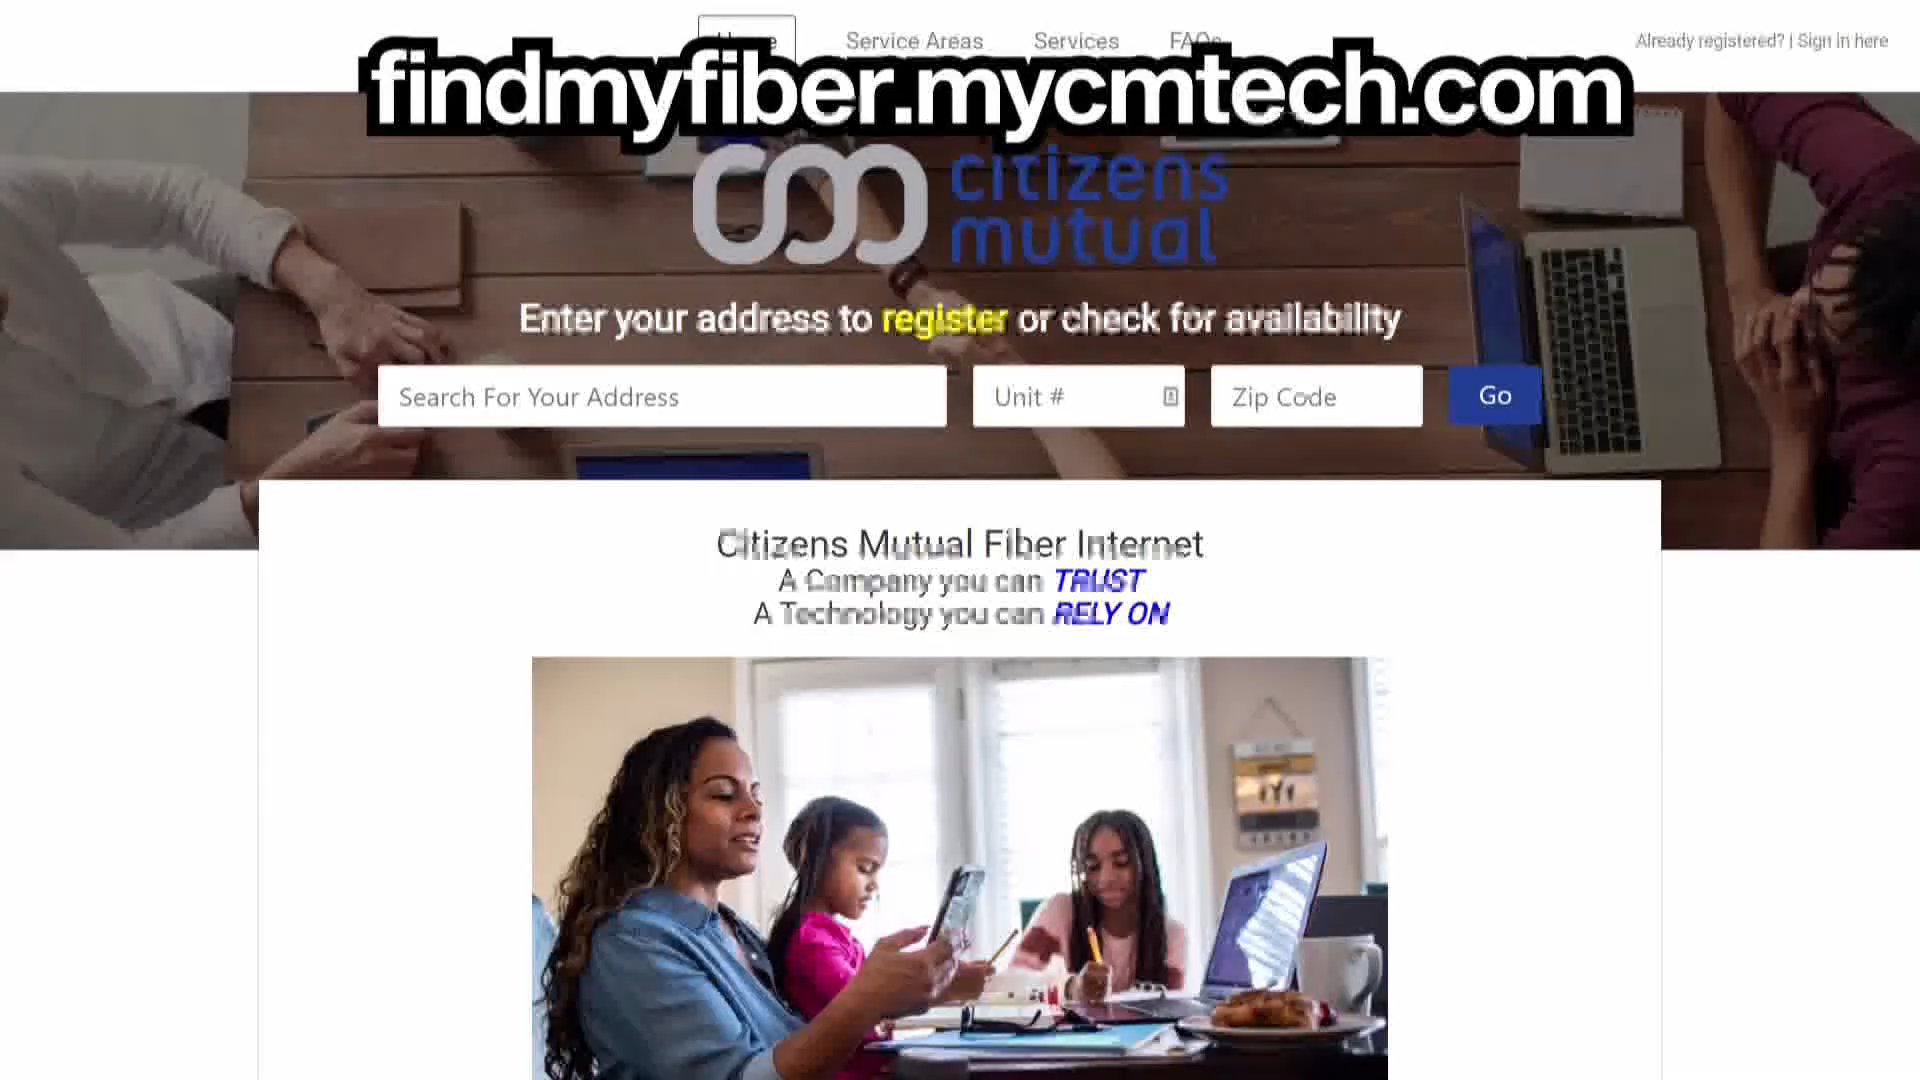 Service Areas
Services
FAQs
Already registered? | Sign in here
findmyfiber.mycmtech.com
citizens
mutual
Enter your address to register or check for availability
Search For Your Address
Unit #
Zip Code
Go
Citizens Mutual Fiber Internet
A Company you can TRUST
A Technology you can RELY ON